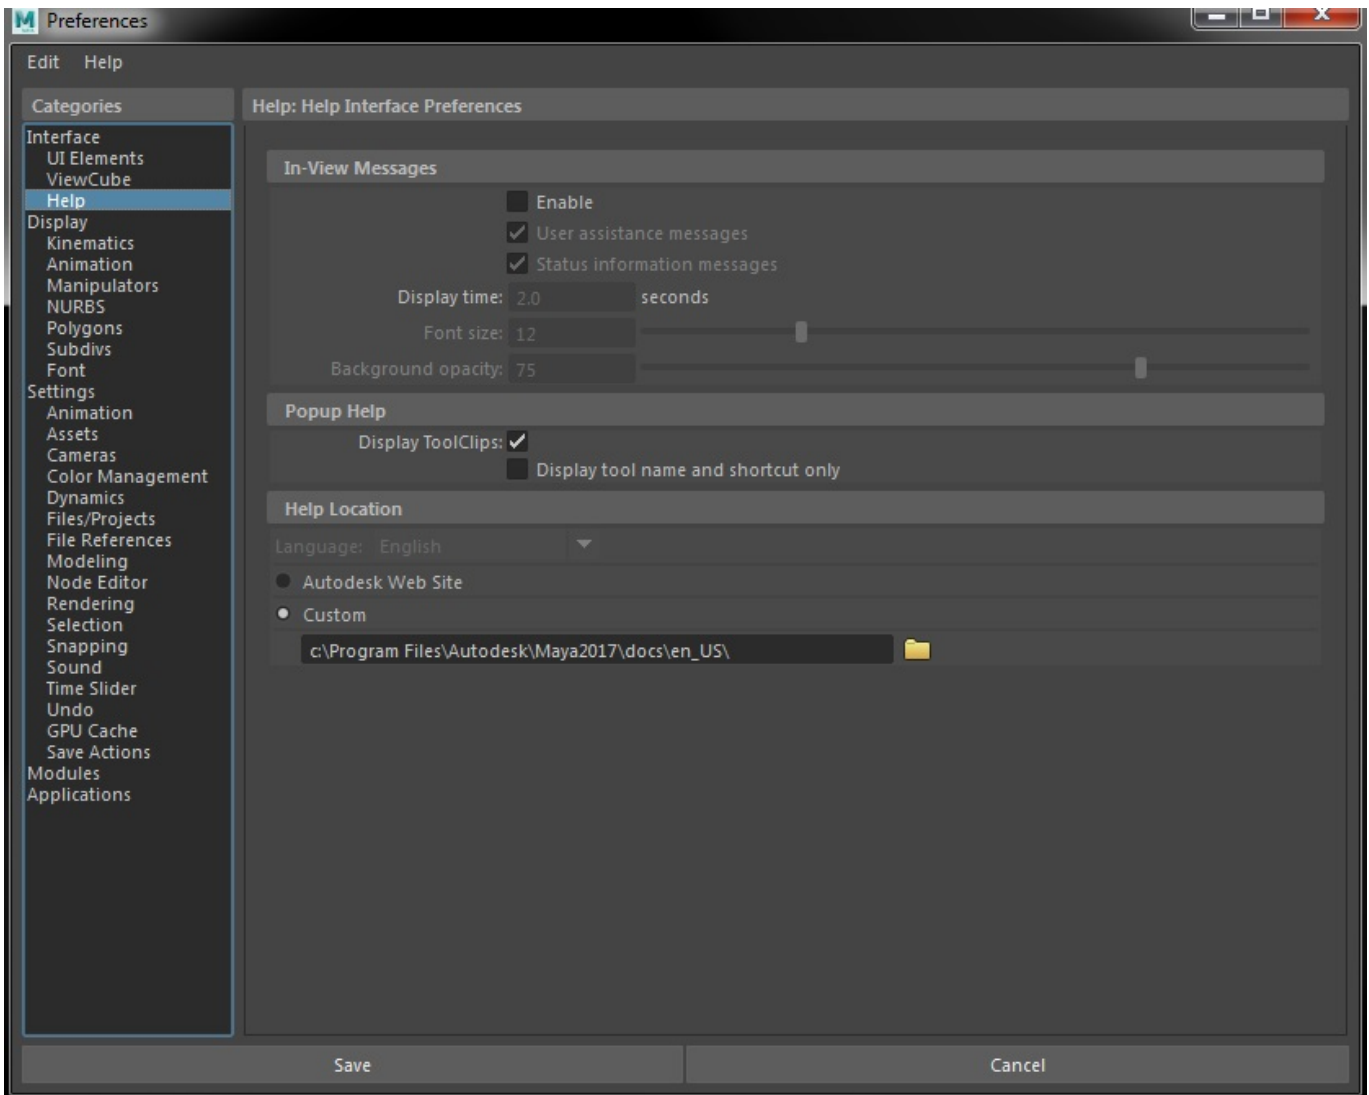 Preferences
Edit Help
Categories
Interface
UI Elements
ViewCube
Help
Display
Kinematics
Animation
Manipulators
NURBS
Polygons
Subdivs
Font
Settings
Animation
Assets
Cameras
Color Management
Dynamics
Files/Projects
File References
Modeling
Node Editor
Rendering
Selection
Snapping
Sound
Time Slider
Undo
GPU Cache
Save Actions
Modules
Applications
Help: Help Interface Preferences
In-View Messages
Enable
User assistance messages
Status information messages
Display time: 2.0 seconds
Font size: 12
Background opacity: 75
Popup Help
Display ToolClips:
Display tool name and shortcut only
Help Location
Language: English
Autodesk Web Site
Custom
c:\Program Files\Autodesk\Maya2017\docs\en_US\
Save Cancel